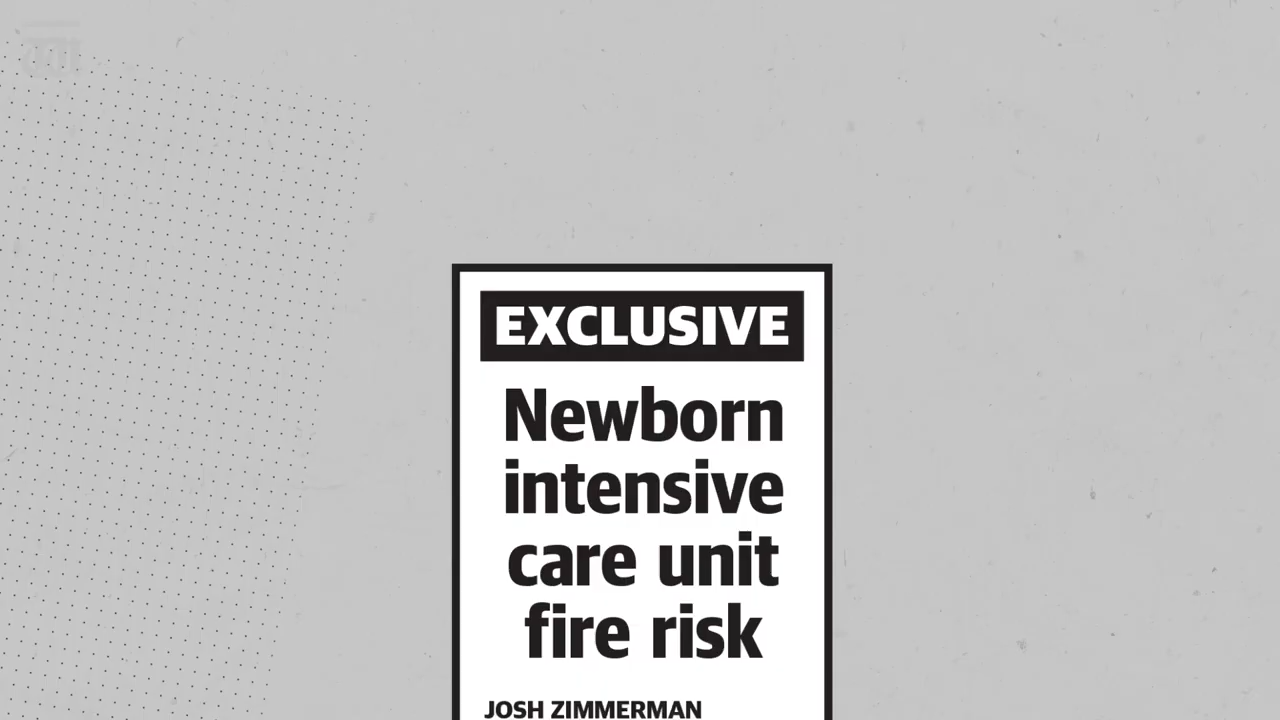 EXCLUSIVE
Newborn
intensive
care unit
fire risk
JOSH ZIMMERMAN